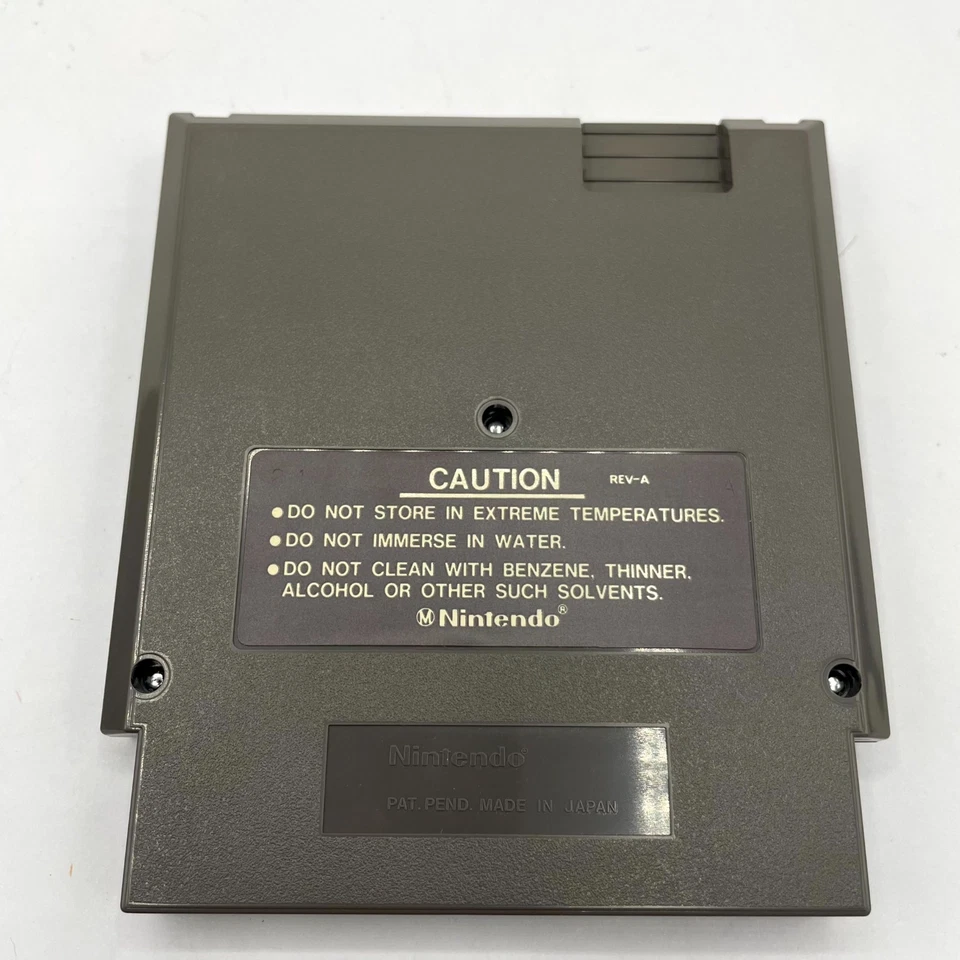 CAUTION REV-A
●DO NOT STORE IN EXTREME TEMPERATURES.
●DO NOT IMMERSE IN WATER.
●DO NOT CLEAN WITH BENZENE, THINNER,
ALCOHOL OR OTHER SUCH SOLVENTS.
Ⓜ Nintendo®
Nintendo®
PAT. PEND. MADE IN JAPAN